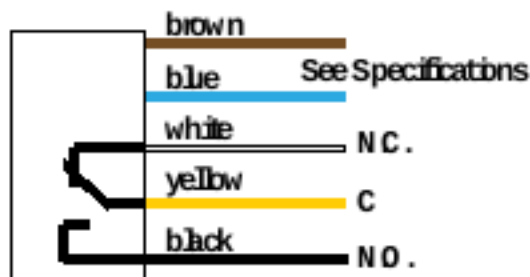 brown
See Specifications
blue
white N.C.
yellow C
black N.O.